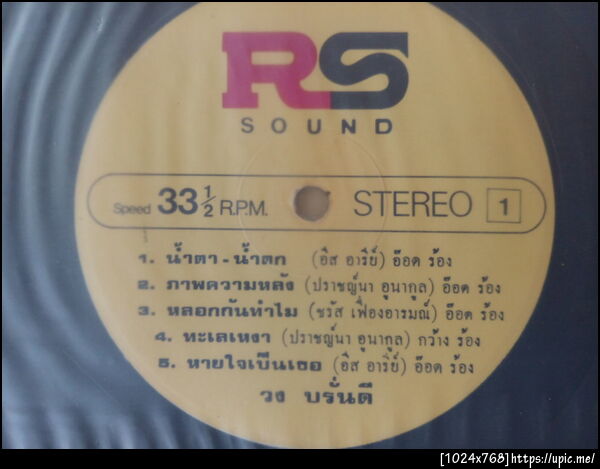 RS
SOUND
Speed 33 1/2 R.P.M. STEREO 1
1. น้ำตา - น้ำตก (อิส อารีย์) อ๊อด ร้อง
2. ภาพความหลัง (ปราชญ์นา อูนากูล) อ๊อด ร้อง
3. หลอกกันทำไม (ชรัส เฟื่องอารมณ์) อ๊อด ร้อง
4. ทะเลเหงา (ปราชญ์นา อูนากูล) กว้าง ร้อง
5. หายใจเป็นเธอ (อิส อารีย์) อ๊อด ร้อง
วง บรั่นดี
[1024x768]https://upic.me/